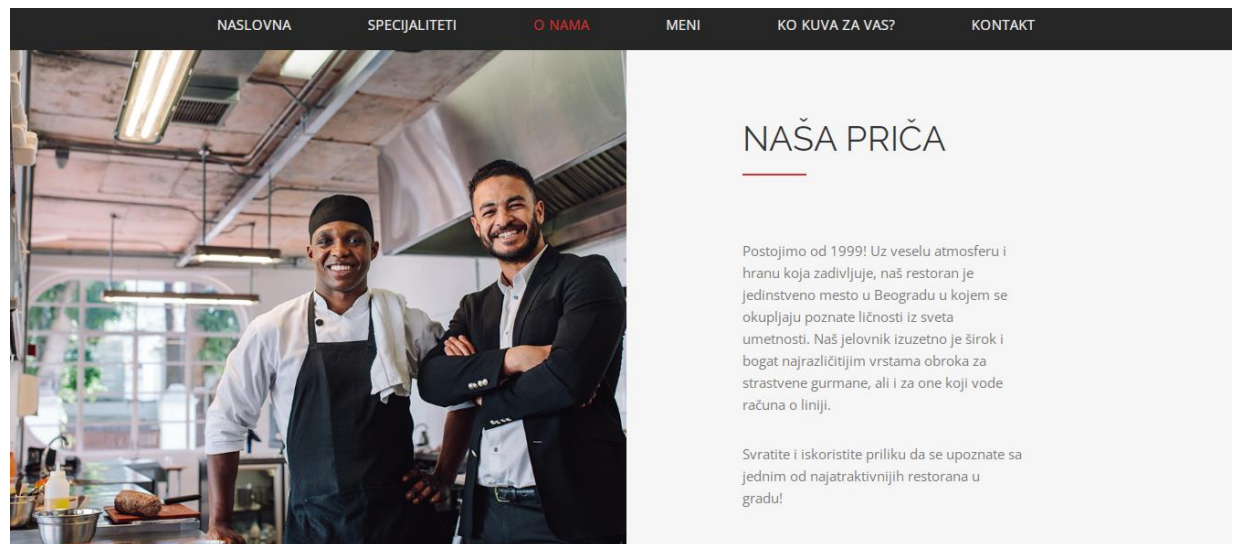 NASLOVNA SPECIJALITETI O NAMA MENI KO KUVA ZA VAS? KONTAKT
NAŠA PRIČA
Postojimo od 1999! Uz veselu atmosferu i
hranu koja zadivljuje, naš restoran je
jedinstveno mesto u Beogradu u kojem se
okupljaju poznate ličnosti iz sveta
umetnosti. Naš jelovnik izuzetno je širok i
bogat najrazličitijim vrstama obroka za
strastvene gurmane, ali i za one koji vode
računa o liniji.
Svratite i iskoristite priliku da se upoznate sa
jednim od najatraktivnijih restorana u
gradu!